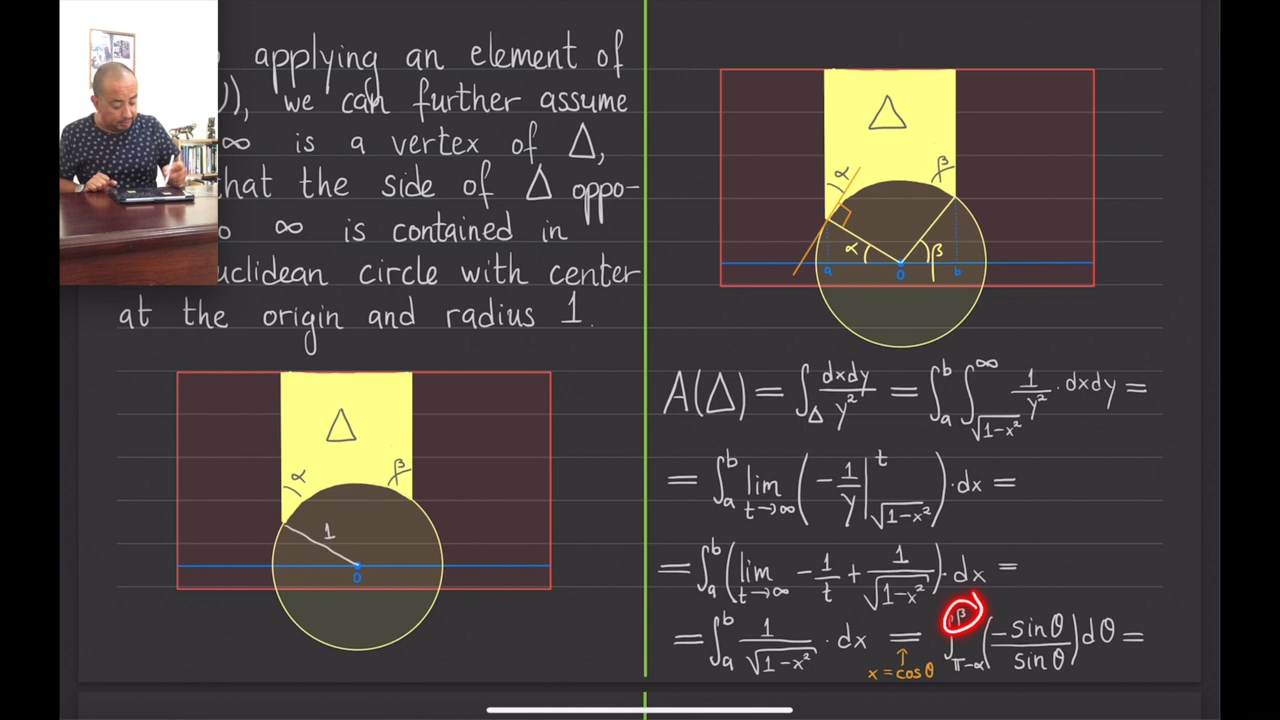 applying an element of
)), we can further assume
∞ is a vertex of Δ,
that the side of Δ oppo-
∞ is contained in
uclidean circle with center
at the origin and radius 1.
Δ
α
β
1
0
Δ
α
β
α
β
a
0
b
A(Δ) = ∫_Δ dxdy/y² = ∫_a^b ∫_{√(1-x²)}^∞ 1/y² · dxdy =
= ∫_a^b lim_{t→∞} (-1/y |_{√(1-x²)}^t) · dx =
= ∫_a^b (lim_{t→∞} -1/t + 1/√(1-x²)) · dx =
= ∫_a^b 1/√(1-x²) · dx = ∫_{π-α}^β (-sinθ/sinθ) dθ =
↑
x = cosθ